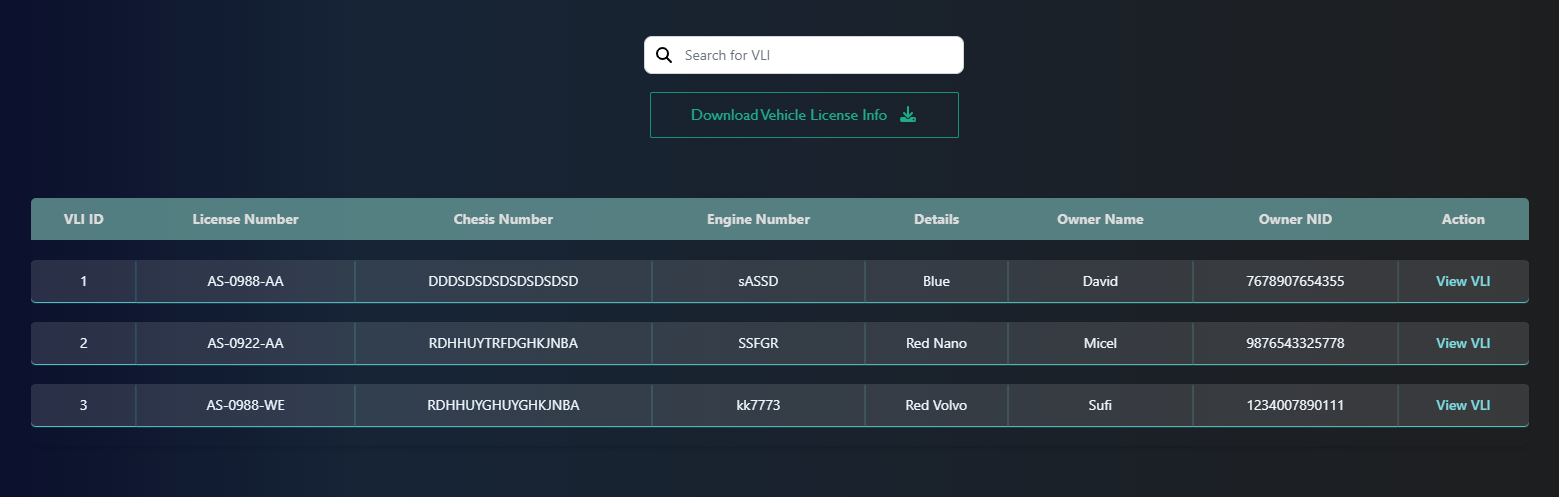 Search for VLI
Download Vehicle License Info
VLI ID License Number Chesis Number Engine Number Details Owner Name Owner NID Action
1 AS-0988-AA DDDSDSDSDSDSDSDSD sASSD Blue David 7678907654355 View VLI
2 AS-0922-AA RDHHUYTRFDGHKJNBA SSFGR Red Nano Micel 9876543325778 View VLI
3 AS-0988-WE RDHHUYGHUYGHKJNBA kk7773 Red Volvo Sufi 1234007890111 View VLI